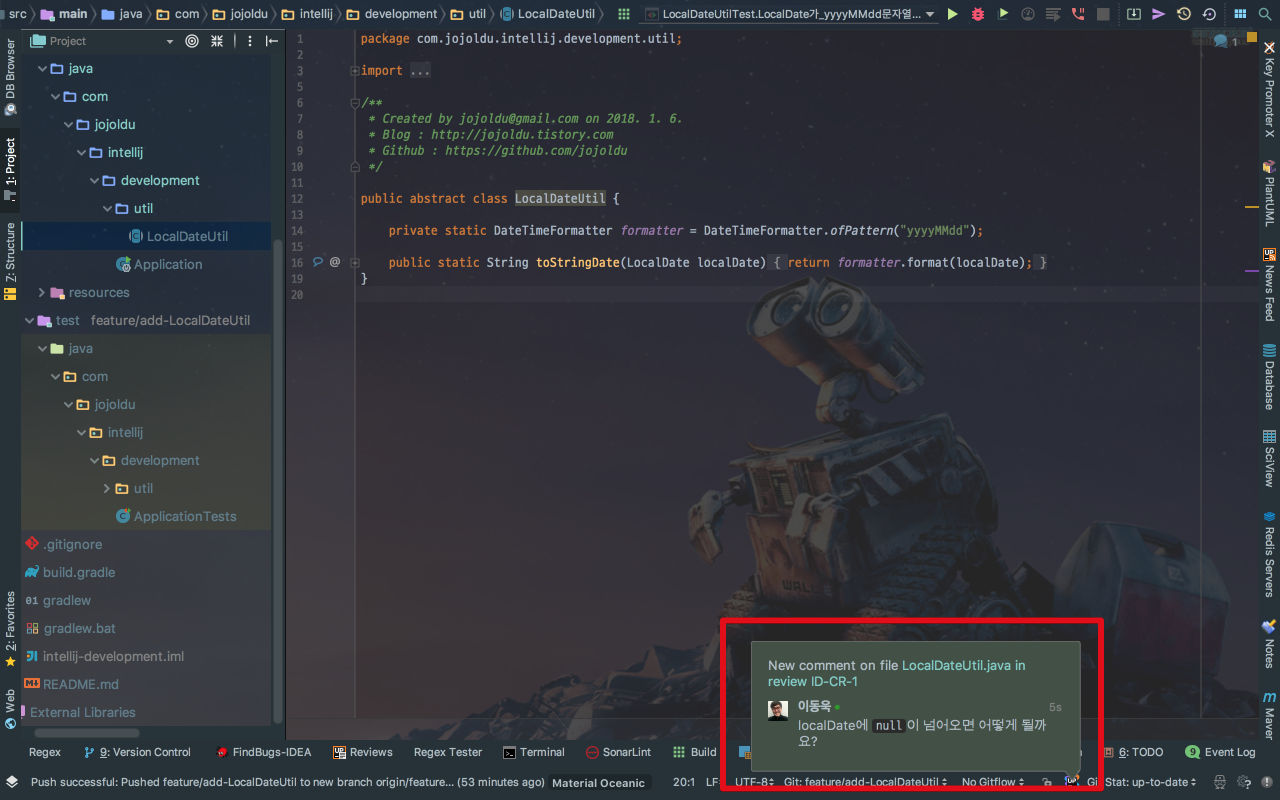 src main java com jojoldu intellij development util LocalDateUtil LocalDateUtilTest.LocalDate가_yyyyMMdd문자열...
Project
java
com
jojoldu
intellij
development
util
LocalDateUtil
Application
resources
test feature/add-LocalDateUtil
java
com
jojoldu
intellij
development
util
ApplicationTests
.gitignore
build.gradle
gradlew
gradlew.bat
intellij-development.iml
README.md
External Libraries
DB Browser
1: Project
Z: Structure
2: Favorites
Web
1 package com.jojoldu.intellij.development.util;
2
3 import ...
5
6 /**
7 * Created by jojoldu@gmail.com on 2018. 1. 6.
8 * Blog : http://jojoldu.tistory.com
9 * Github : https://github.com/jojoldu
10 */
11
12 public abstract class LocalDateUtil {
13
14 private static DateTimeFormatter formatter = DateTimeFormatter.ofPattern("yyyyMMdd");
15
16 @ public static String toStringDate(LocalDate localDate) { return formatter.format(localDate); }
19 }
20
1
WALL
Key Promoter X
PlantUML
News Feed
Database
SciView
Redis Servers
Notes
Maven
New comment on file LocalDateUtil.java in
review ID-CR-1
이동욱 5s
localDate에 null이 넘어오면 어떻게 될까
요?
Regex 9: Version Control FindBugs-IDEA Reviews Regex Tester Terminal SonarLint Build 6: TODO 9 Event Log
Push successful: Pushed feature/add-LocalDateUtil to new branch origin/feature... (53 minutes ago) Material Oceanic 20:1 LF UTF-8 Git: feature/add-LocalDateUtil No Gitflow Git Stat: up-to-date